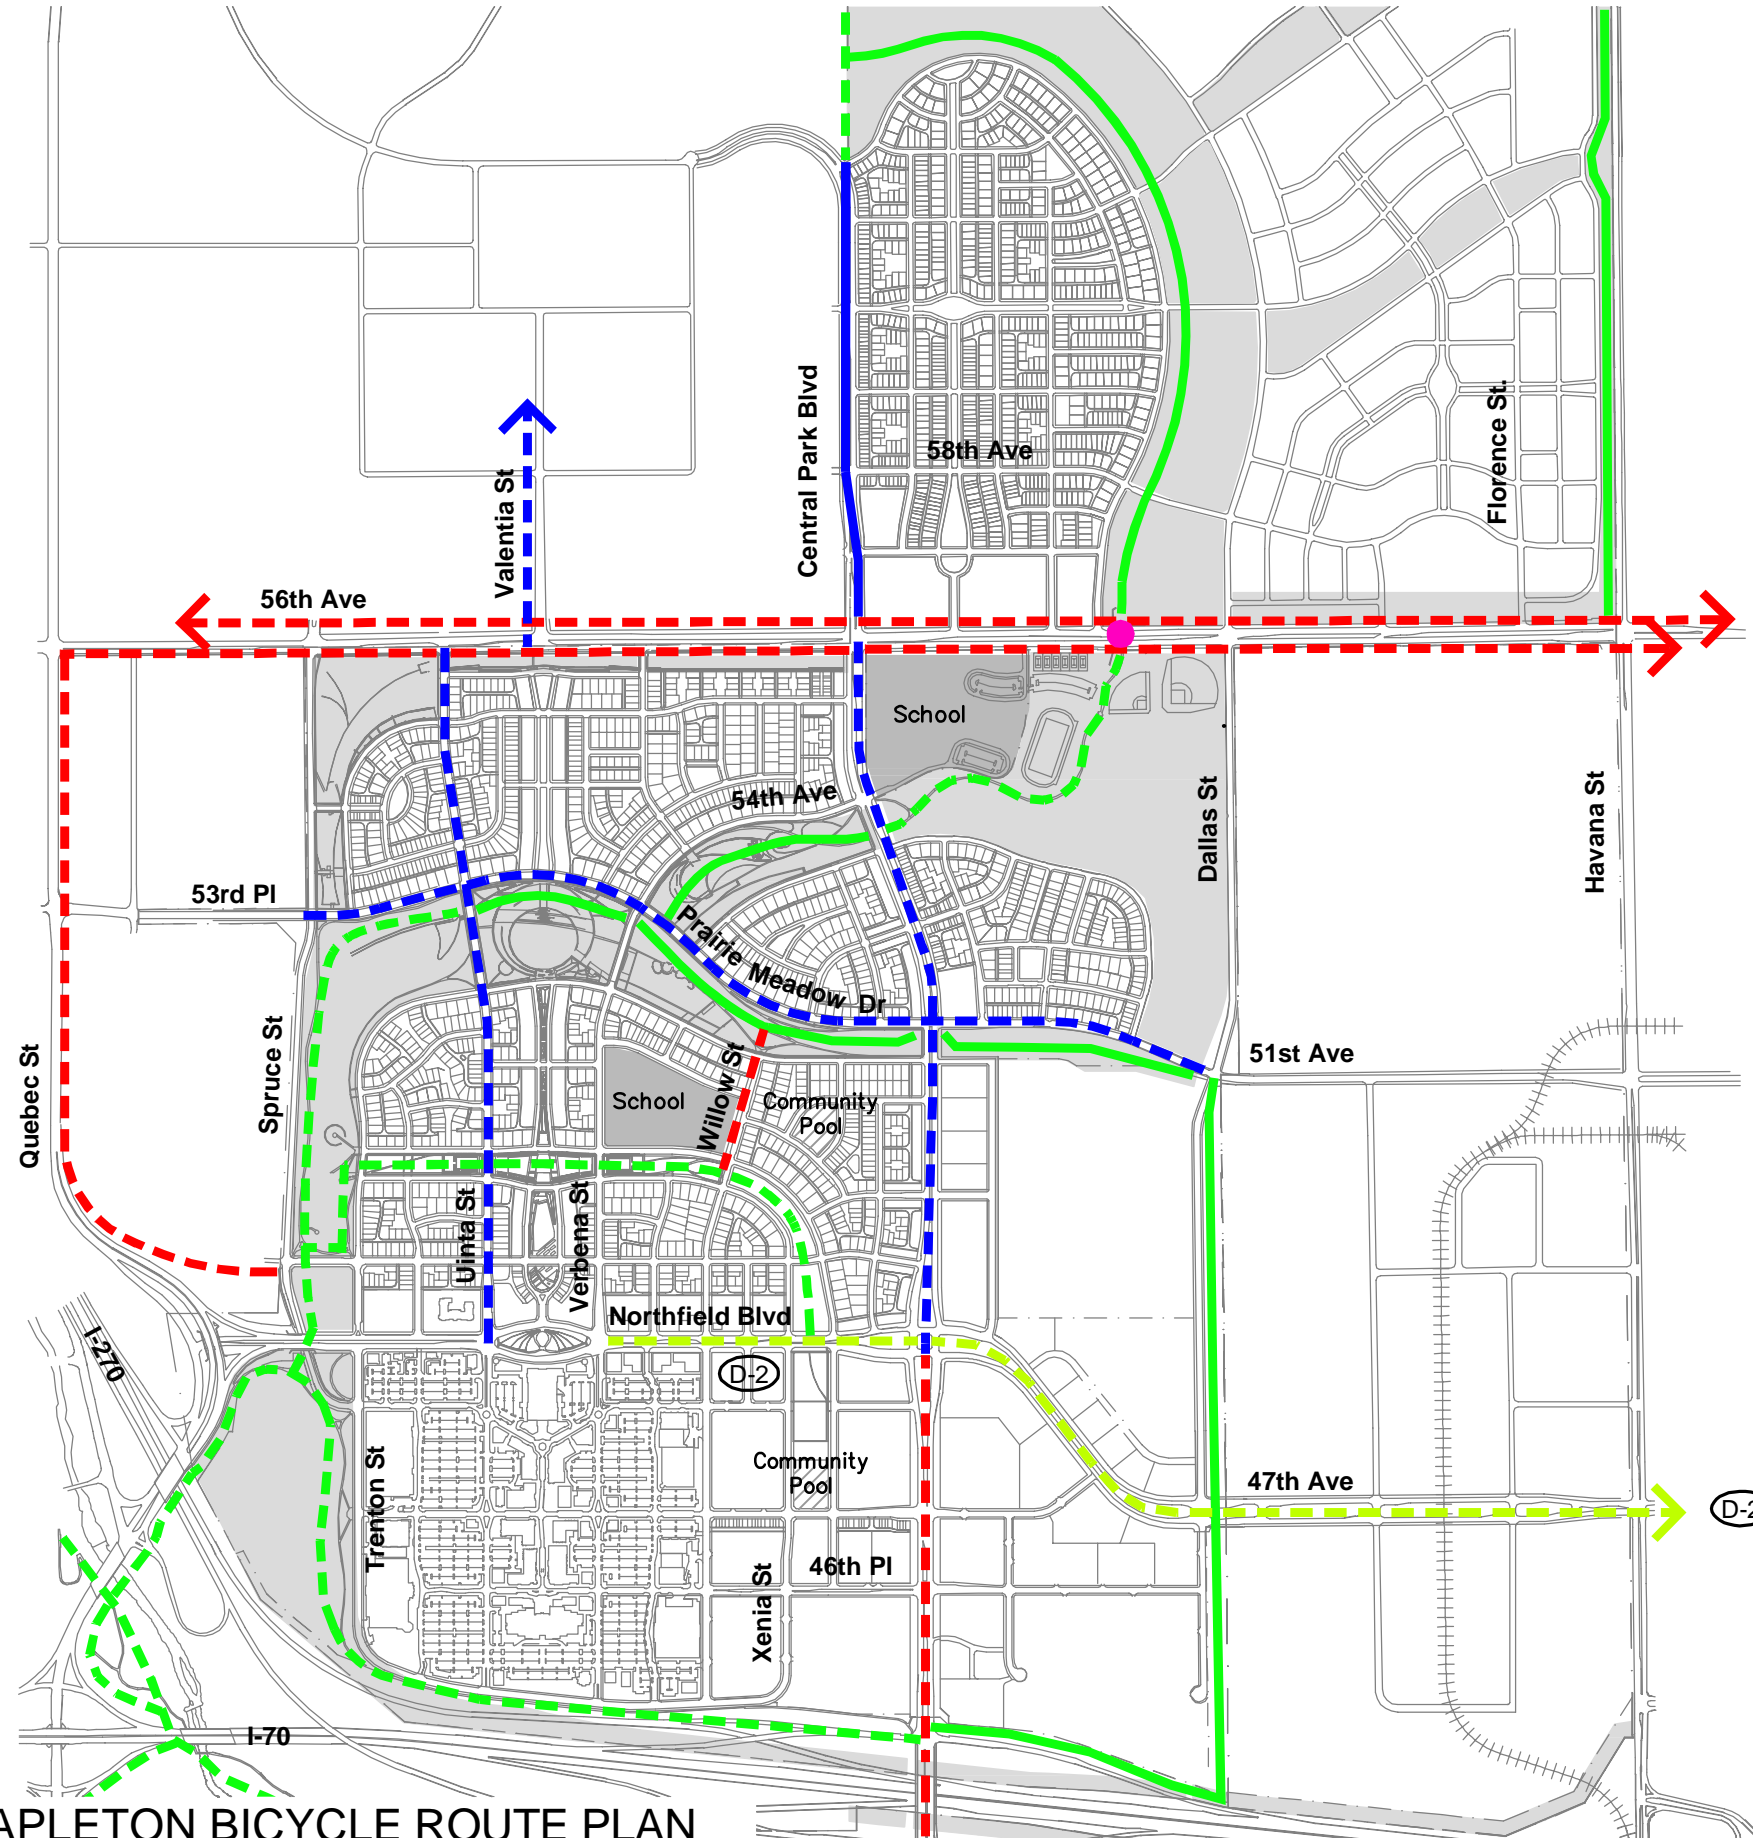 Central Park Blvd
58th Ave
Florence St.
Valentia St
56th Ave
School
54th Ave
Dallas St
Havana St
53rd Pl
Prairie Meadow Dr
51st Ave
Quebec St
Spruce St
School
Willow St
Community
Pool
Uinta St
Verbena St
Northfield Blvd
I-270
D-2
Community
Pool
47th Ave
D-2
Trenton St
46th Pl
Xenia St
I-70
APLETON BICYCLE ROUTE PLAN